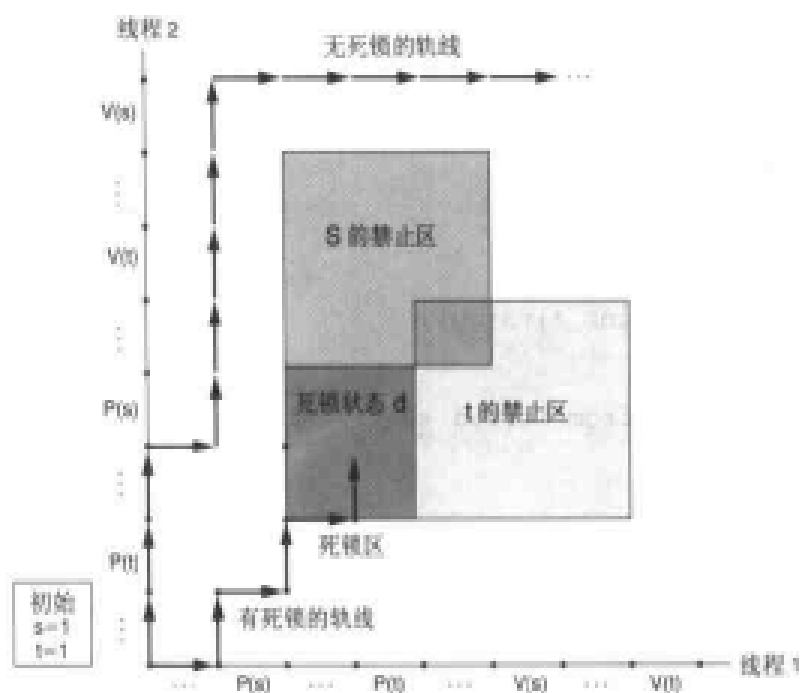 线程 2
无死锁的轨线
...
V(s)
...
S 的禁止区
V(t)
...
P(s)
死锁状态 d
t 的禁止区
...
死锁区
P(t)
初始
s=1
t=1
...
有死锁的轨线
线程 1
... P(s) ... P(t) ... V(s) ... V(t)